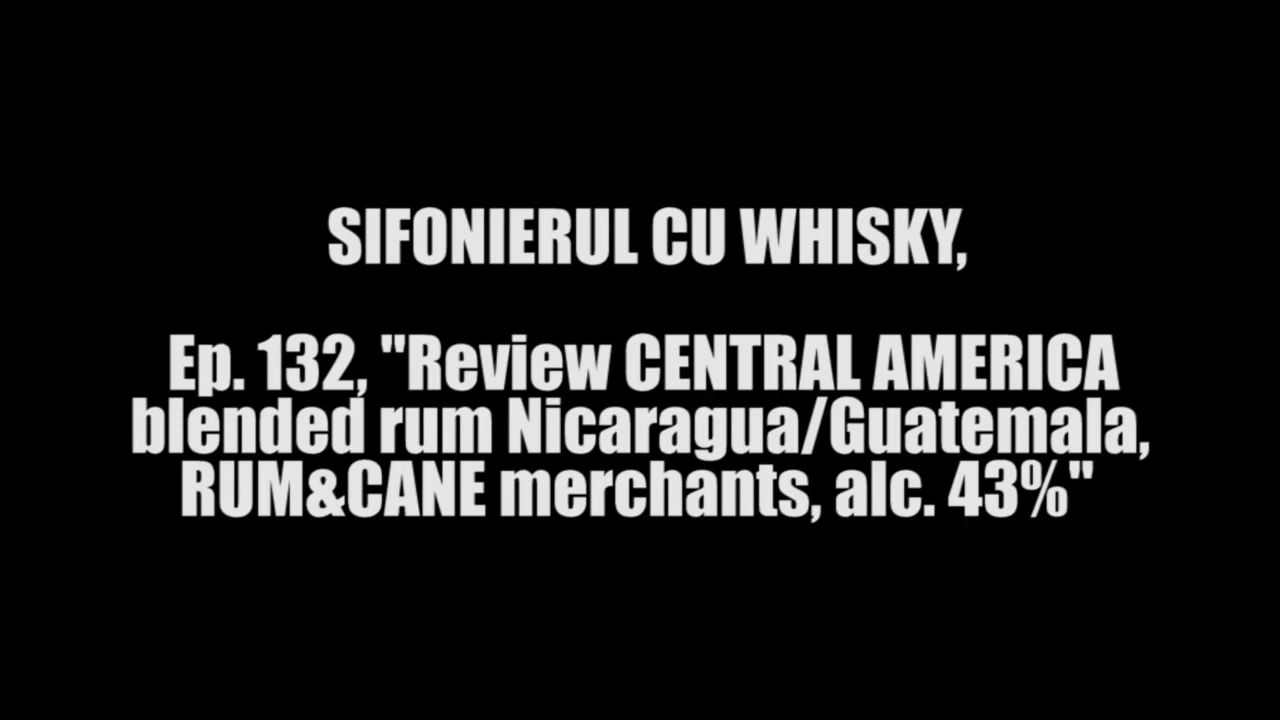 SIFONIERUL CU WHISKY,
Ep. 132, "Review CENTRAL AMERICA
blended rum Nicaragua/Guatemala,
RUM&CANE merchants, alc. 43%"